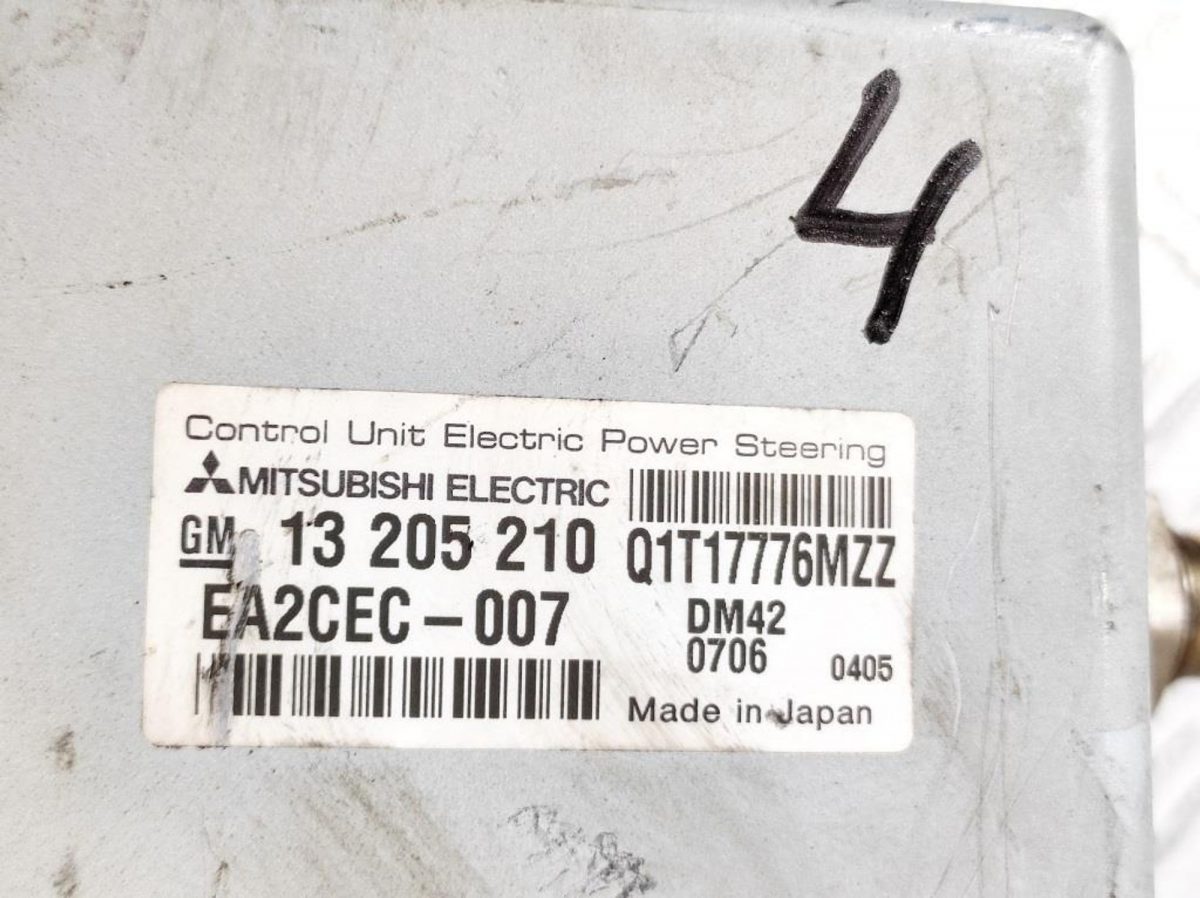 4
Control Unit Electric Power Steering
MITSUBISHI ELECTRIC
GM 13 205 210
Q1T17776MZZ
EA2CEC-007
DM42
0706
0405
Made in Japan